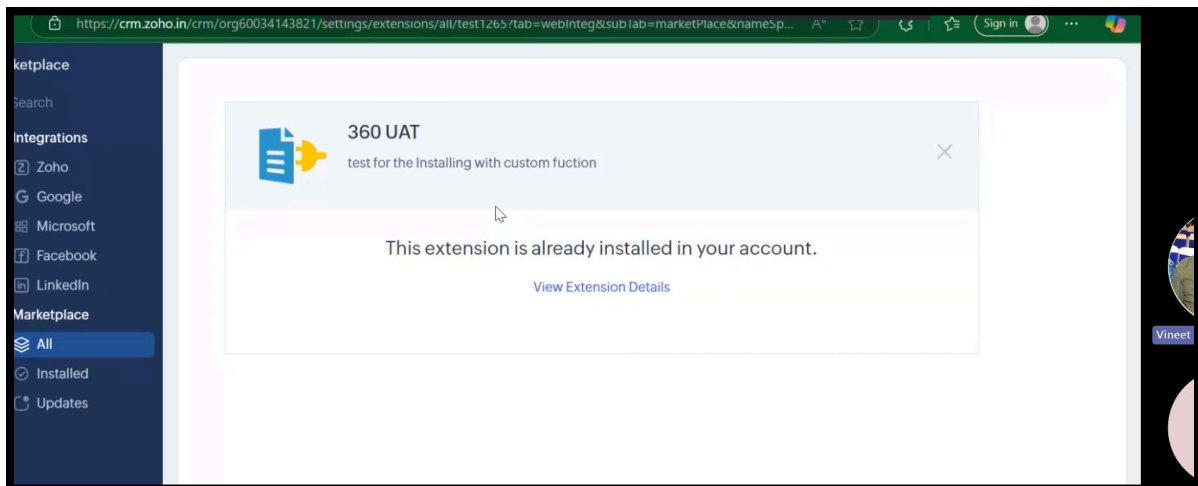 https://crm.zoho.in/crm/org60034143821/settings/extensions/all/test1265?tab=webInteg&subTab=marketPlace&nameSp...
Sign in
ketplace
Search
Integrations
Zoho
Google
Microsoft
Facebook
LinkedIn
Marketplace
All
Installed
Updates
360 UAT
test for the Installing with custom fuction
This extension is already installed in your account.
View Extension Details
Vineet